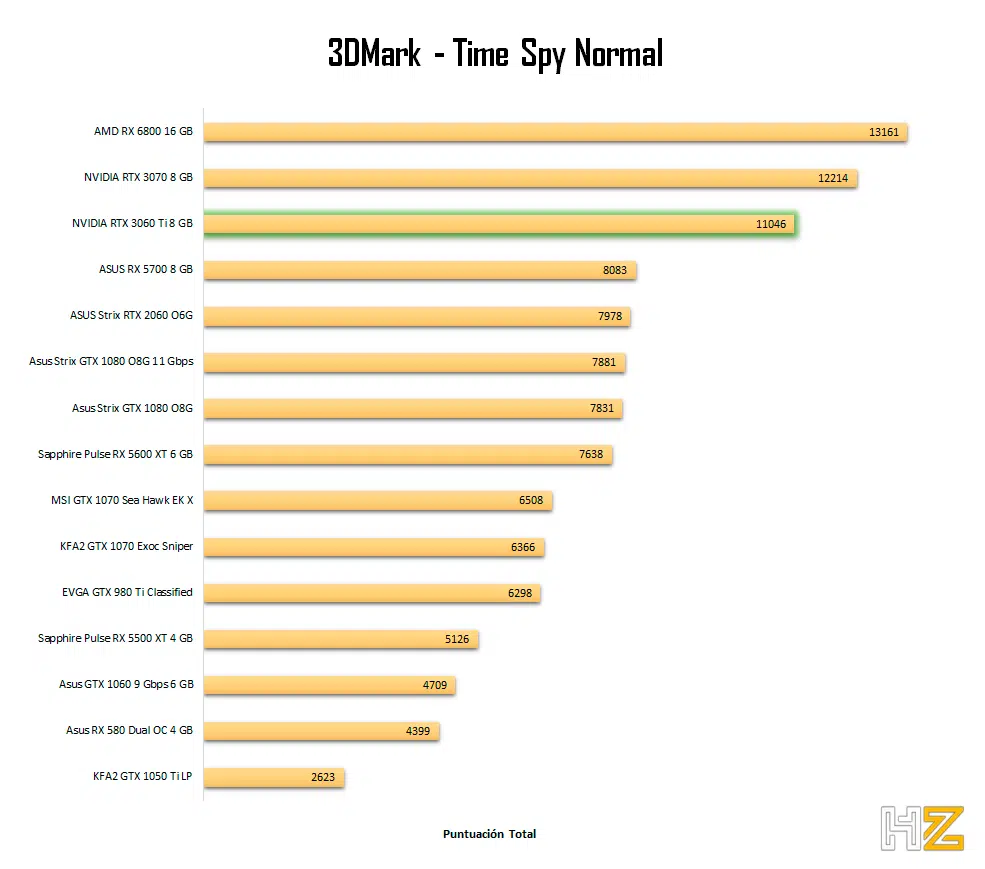 3DMark - Time Spy Normal
AMD RX 6800 16 GB 13161
NVIDIA RTX 3070 8 GB 12214
NVIDIA RTX 3060 Ti 8 GB 11046
ASUS RX 5700 8 GB 8083
ASUS Strix RTX 2060 O6G 7978
Asus Strix GTX 1080 O8G 11 Gbps 7881
Asus Strix GTX 1080 O8G 7831
Sapphire Pulse RX 5600 XT 6 GB 7638
MSI GTX 1070 Sea Hawk EK X 6508
KFA2 GTX 1070 Exoc Sniper 6366
EVGA GTX 980 Ti Classified 6298
Sapphire Pulse RX 5500 XT 4 GB 5126
Asus GTX 1060 9 Gbps 6 GB 4709
Asus RX 580 Dual OC 4 GB 4399
KFA2 GTX 1050 Ti LP 2623
Puntuación Total
HZ